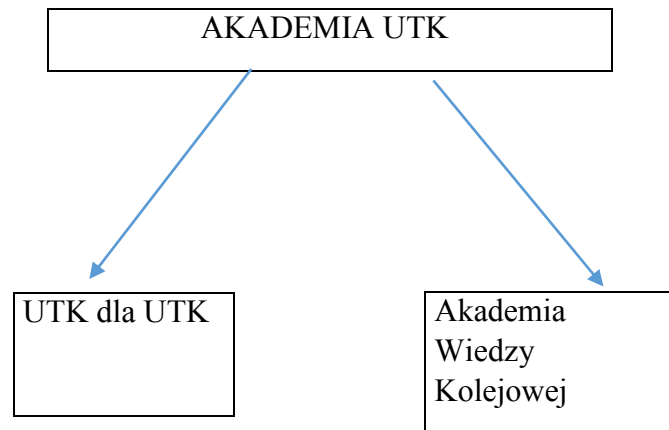 AKADEMIA UTK
UTK dla UTK
Akademia
Wiedzy
Kolejowej